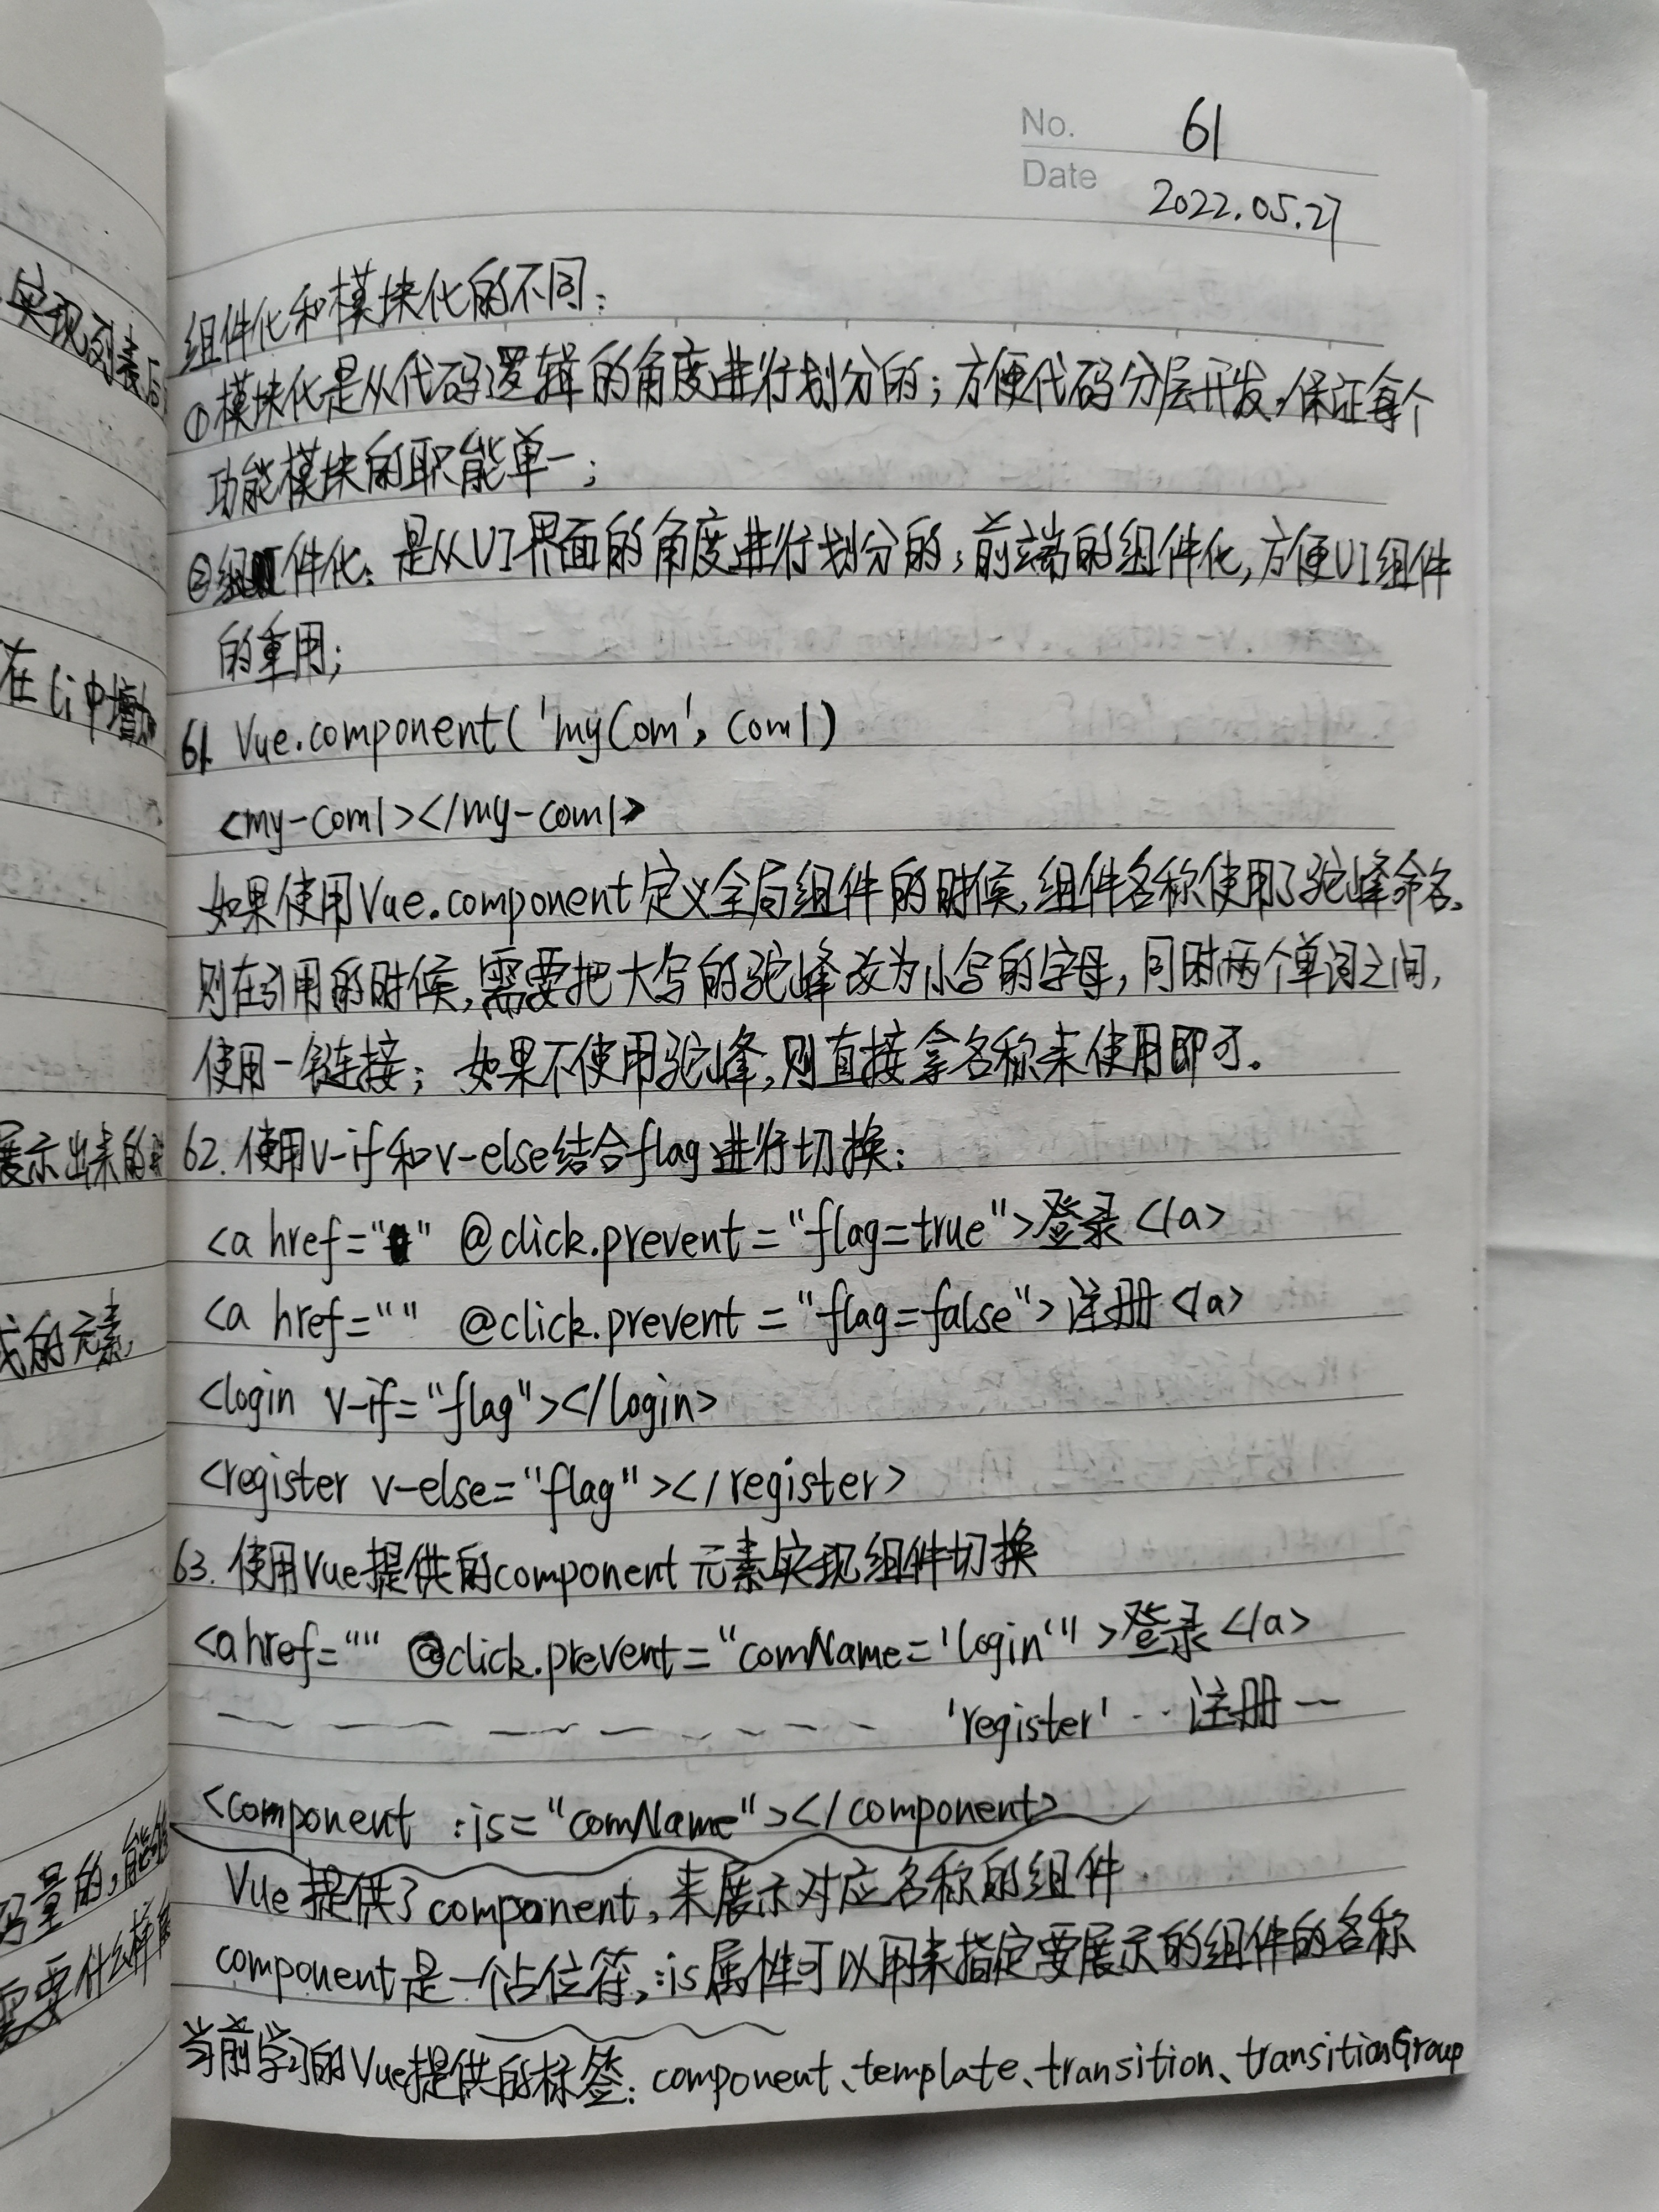 No. 61
Date 2022.05.27
组件化和模块化的不同:
①模块化是从代码逻辑的角度进行划分的;方便代码分层开发,保证每个
功能模块的职能单一;
②组件化:是从UI界面的角度进行划分的;前端的组件化,方便UI组件
的重用;
61. Vue.component('myCom', com1)
<my-com1></my-com1>
如果使用Vue.component定义全局组件的时候,组件名称使用了驼峰命名。
则在引用的时候,需要把大写的驼峰改为小写的字母,同时两个单词之间,
使用-链接;如果不使用驼峰,则直接拿名称来使用即可。
62.使用v-if和v-else结合flag进行切换:
<a href="" @click.prevent="flag=true">登录</a>
<a href="" @click.prevent="flag=false">注册</a>
<login v-if="flag"></login>
<register v-else="flag"></register>
63.使用Vue提供的component元素实现组件切换
<a href="" @click.prevent="comName='login'">登录</a>
'register' 注册
<component :is="comName"></component>
Vue提供了component,来展示对应名称的组件
component是一个占位符,:is属性可以用来指定要展示的组件的名称
当前学习的Vue提供的标签:component、template、transition、transitionGroup
实现列表后
在li中增加
展示出来的
的元素,
码量的,能够
需要什么样